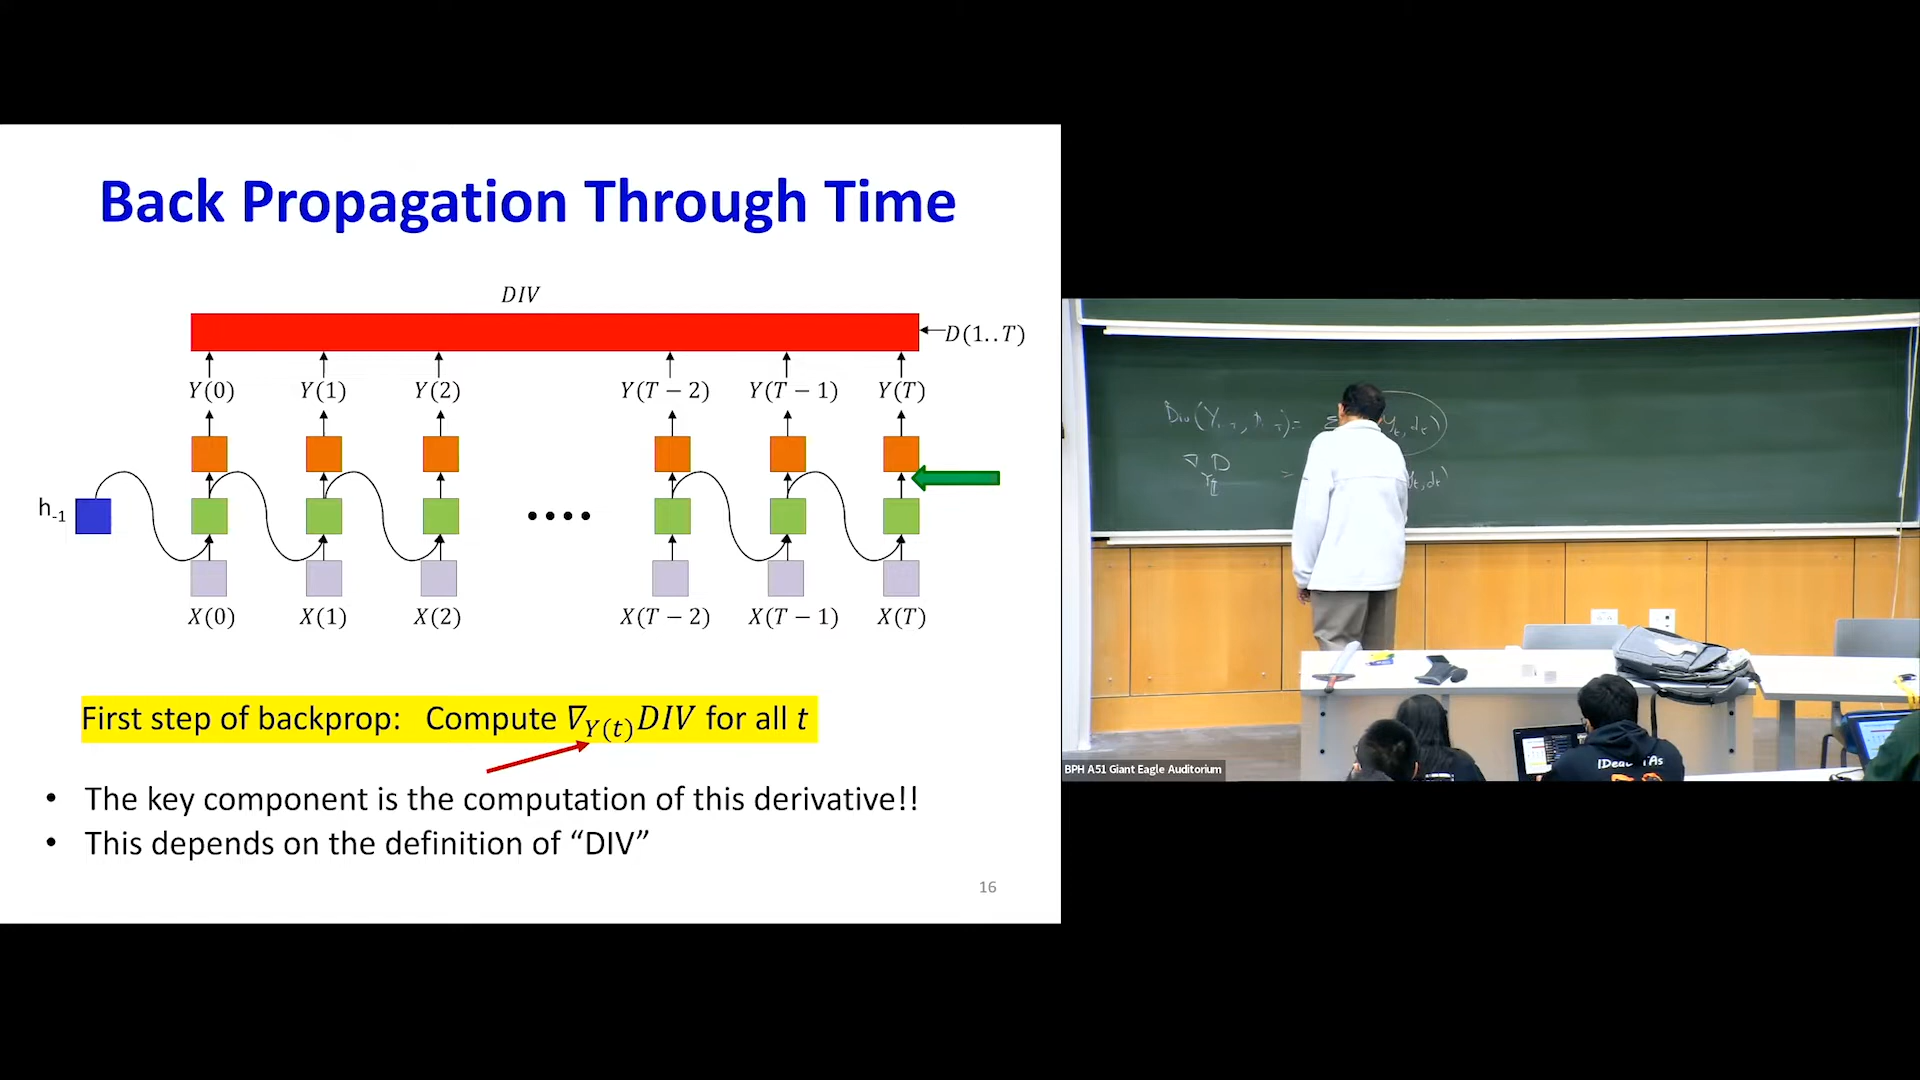 Back Propagation Through Time
DIV
D(1..T)
Y(0) Y(1) Y(2) Y(T − 2) Y(T − 1) Y(T)
h-1
X(0) X(1) X(2) X(T − 2) X(T − 1) X(T)
First step of backprop: Compute ∇Y(t)DIV for all t
• The key component is the computation of this derivative!!
• This depends on the definition of “DIV”
16
∇ D
=
BPH A51 Giant Eagle Auditorium